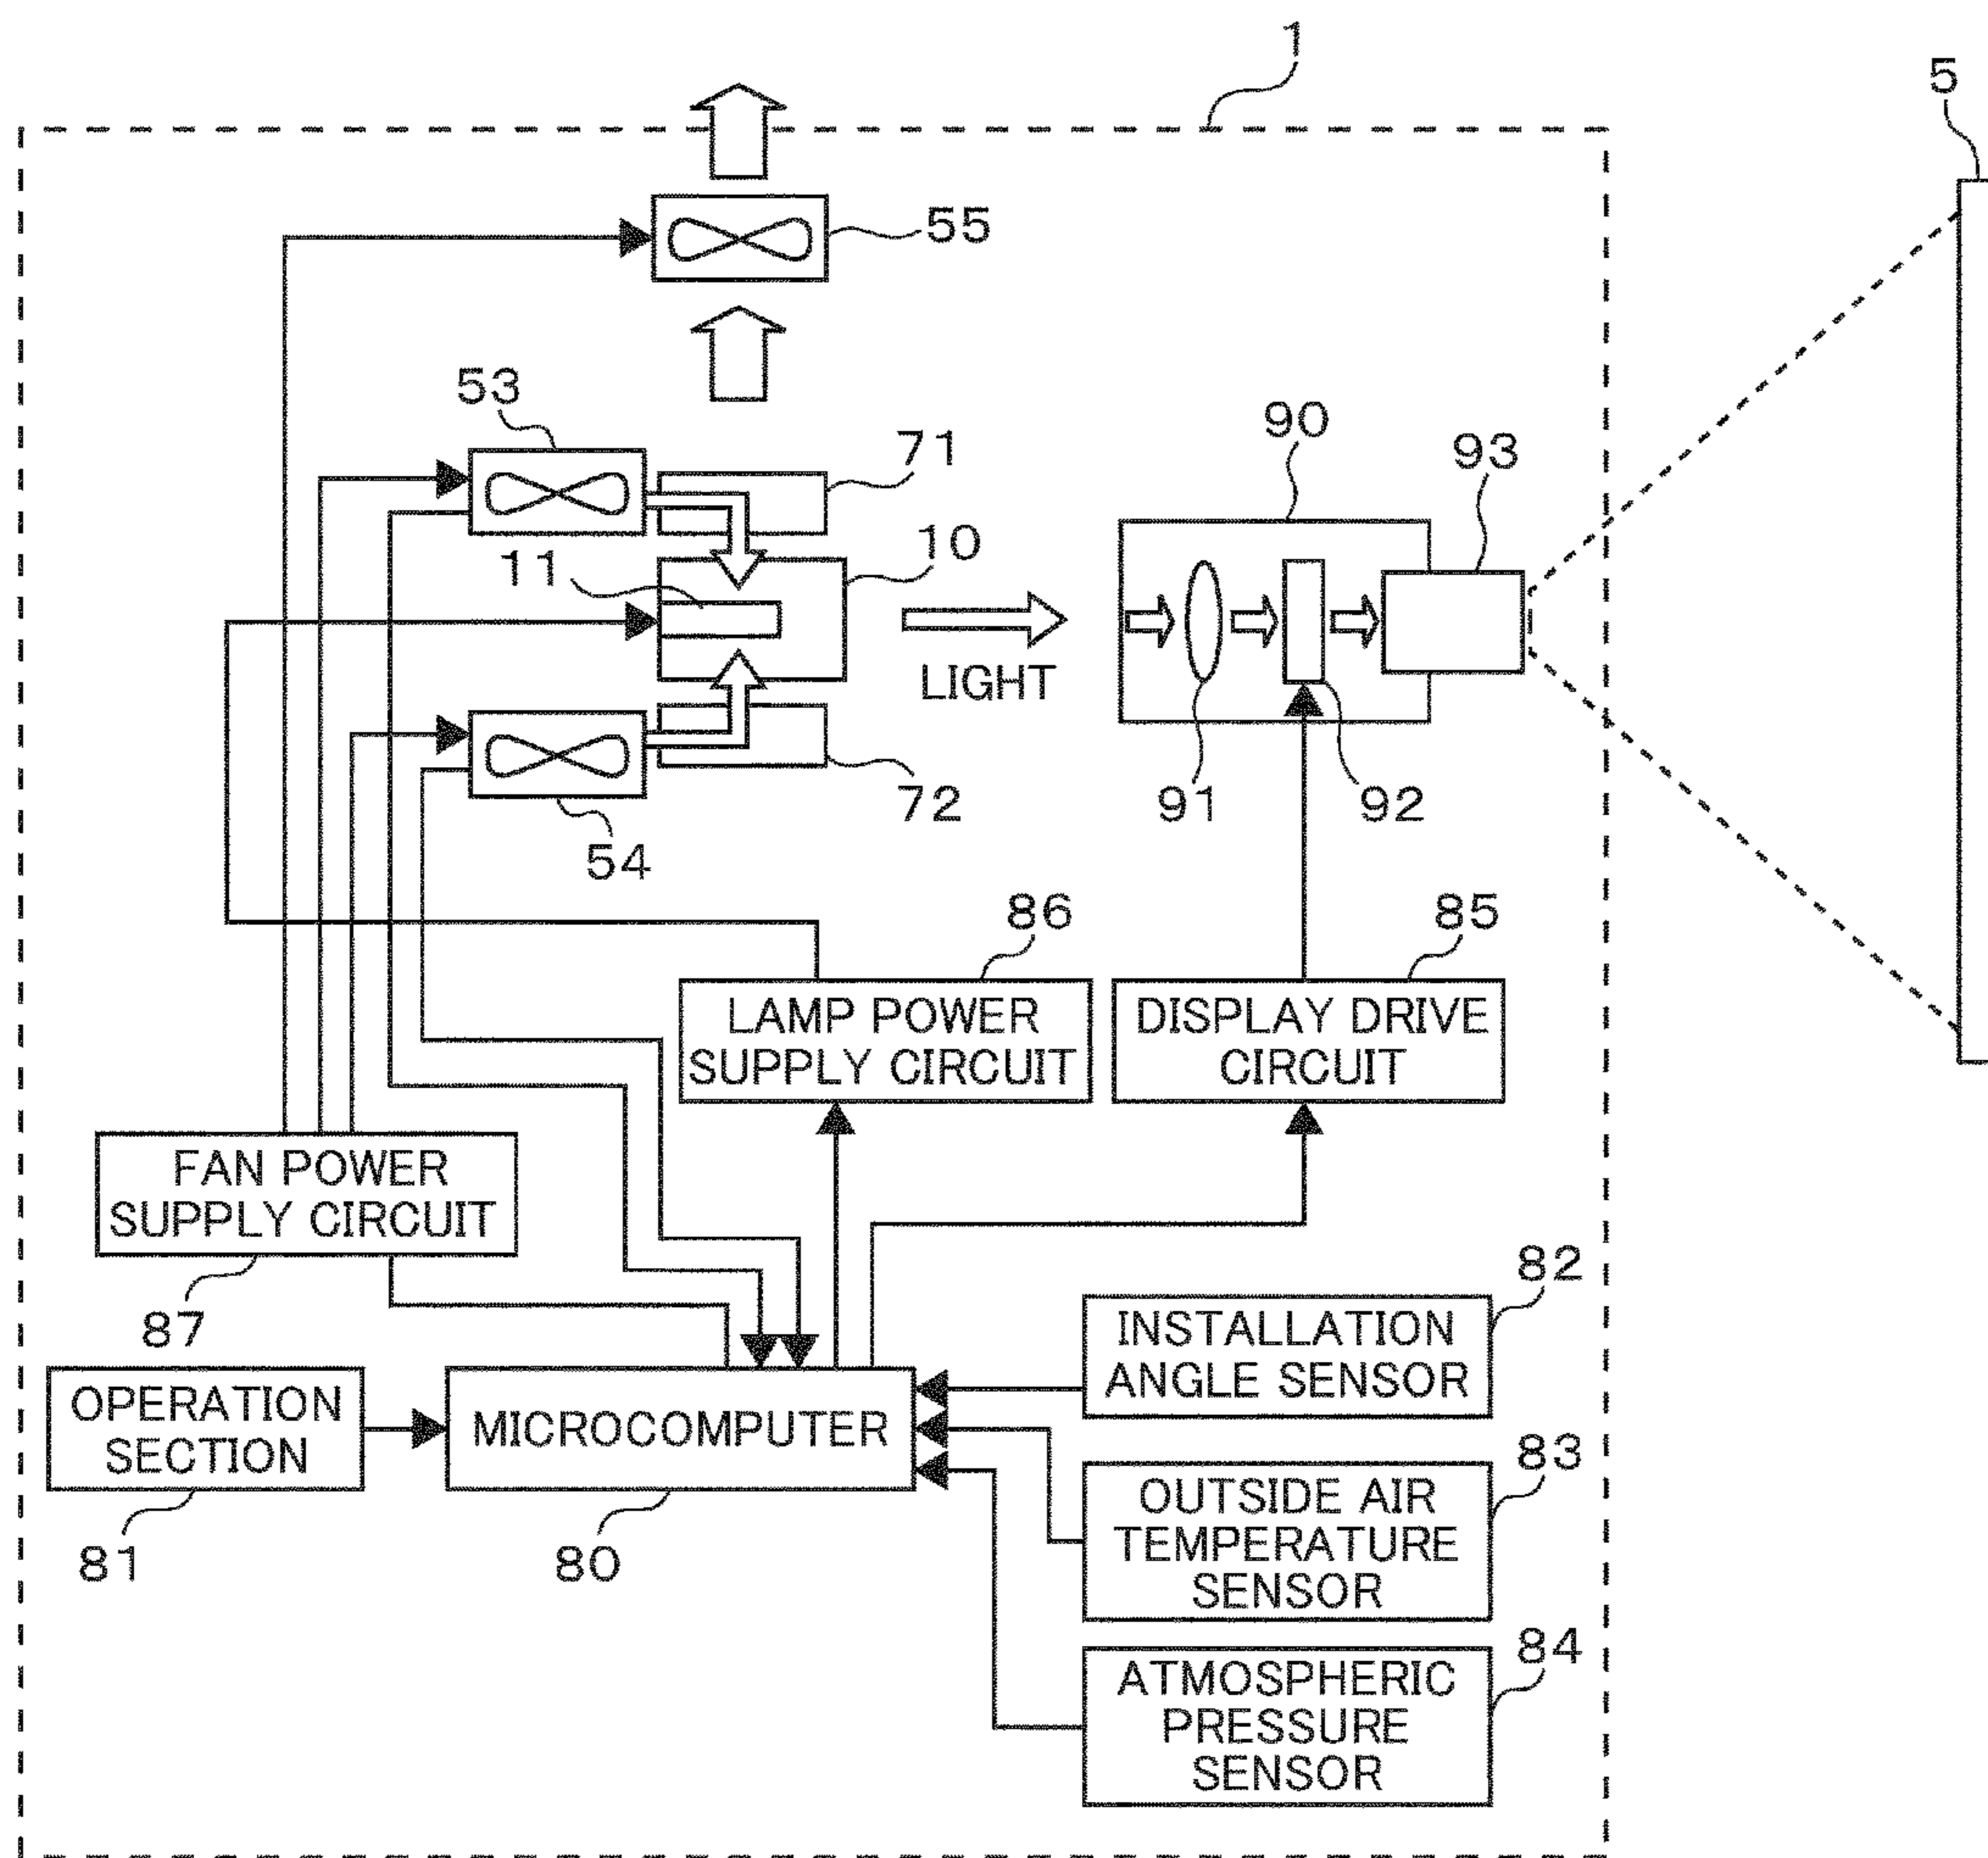 1
5
55
53
71
90
93
10
11
LIGHT
91
92
72
54
86
85
LAMP POWER
SUPPLY CIRCUIT
DISPLAY DRIVE
CIRCUIT
FAN POWER
SUPPLY CIRCUIT
87
82
INSTALLATION
ANGLE SENSOR
OPERATION
SECTION
MICROCOMPUTER
81
80
83
OUTSIDE AIR
TEMPERATURE
SENSOR
84
ATMOSPHERIC
PRESSURE
SENSOR